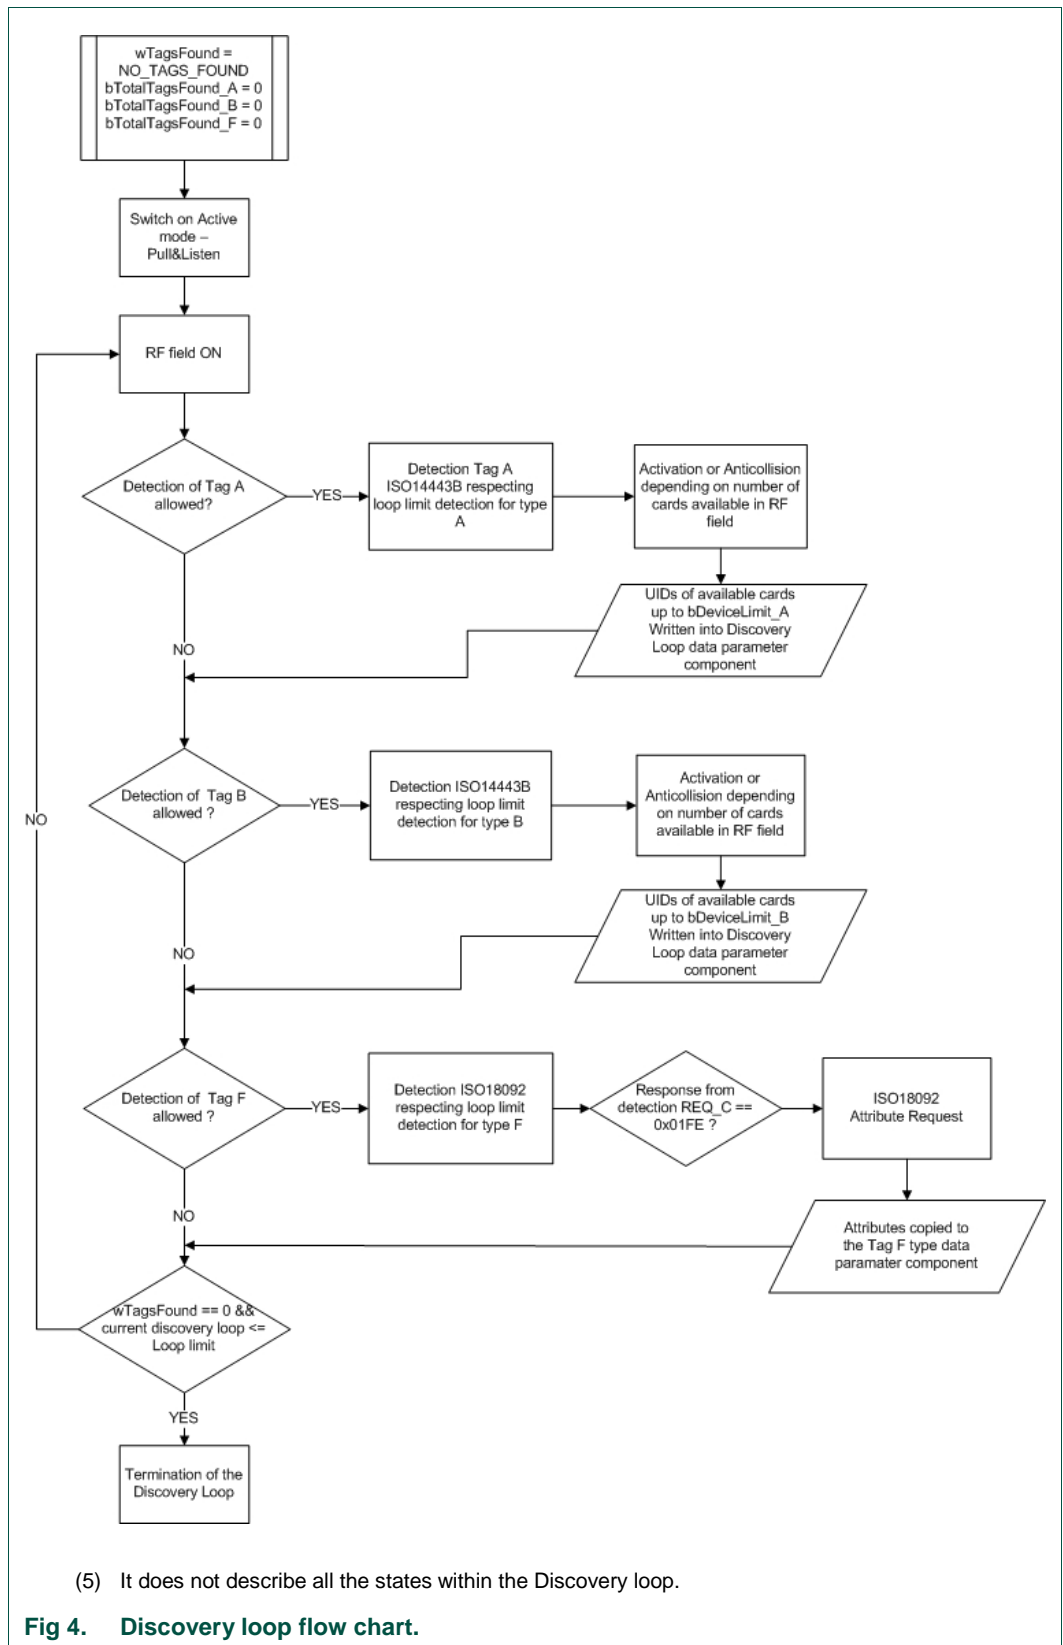 wTagsFound =
NO_TAGS_FOUND
bTotalTagsFound_A = 0
bTotalTagsFound_B = 0
bTotalTagsFound_F = 0
Switch on Active
mode –
Pull&Listen
RF field ON
Detection of Tag A
allowed?
YES
Detection Tag A
ISO14443B respecting
loop limit detection for type
A
Activation or Anticollision
depending on number of
cards available in RF
field
UIDs of available cards
up to bDeviceLimit_A
Written into Discovery
Loop data parameter
component
NO
Detection of Tag B
allowed ?
YES
Detection ISO14443B
respecting loop limit
detection for type B
Activation or
Anticollision depending
on number of cards
available in RF field
NO
UIDs of available cards
up to bDeviceLimit_B
Written into Discovery
Loop data parameter
component
NO
Detection of Tag F
allowed ?
YES
Detection ISO18092
respecting loop limit
detection for type F
Response from
detection REQ_C ==
0x01FE ?
ISO18092
Attribute Request
NO
Attributes copied to
the Tag F type data
paramater component
wTagsFound == 0 &&
current discovery loop <=
Loop limit
YES
Termination of the
Discovery Loop
(5) It does not describe all the states within the Discovery loop.
Fig 4. Discovery loop flow chart.